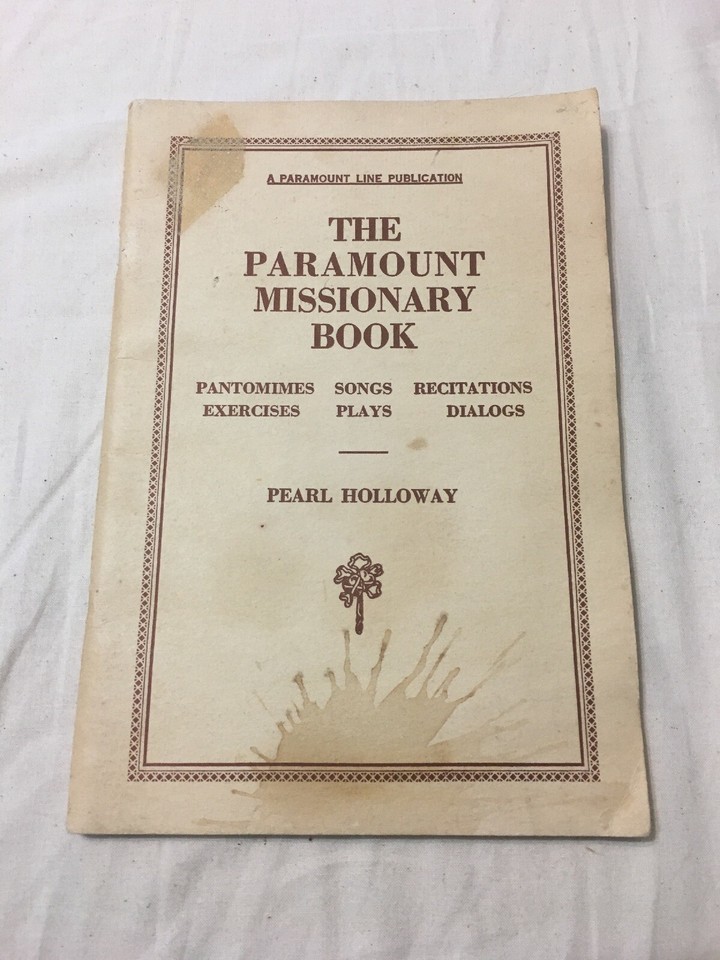 A PARAMOUNT LINE PUBLICATION
THE
PARAMOUNT
MISSIONARY
BOOK
PANTOMIMES SONGS RECITATIONS
EXERCISES PLAYS DIALOGS
PEARL HOLLOWAY